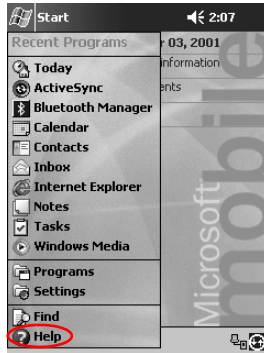 Start 2:07
Recent Programs r 03, 2001
Today information
ActiveSync ents
Bluetooth Manager
Calendar
Contacts
Inbox
Internet Explorer
Notes
Tasks
Windows Media
Programs
Settings
Find
Help
Microsoft
mobile